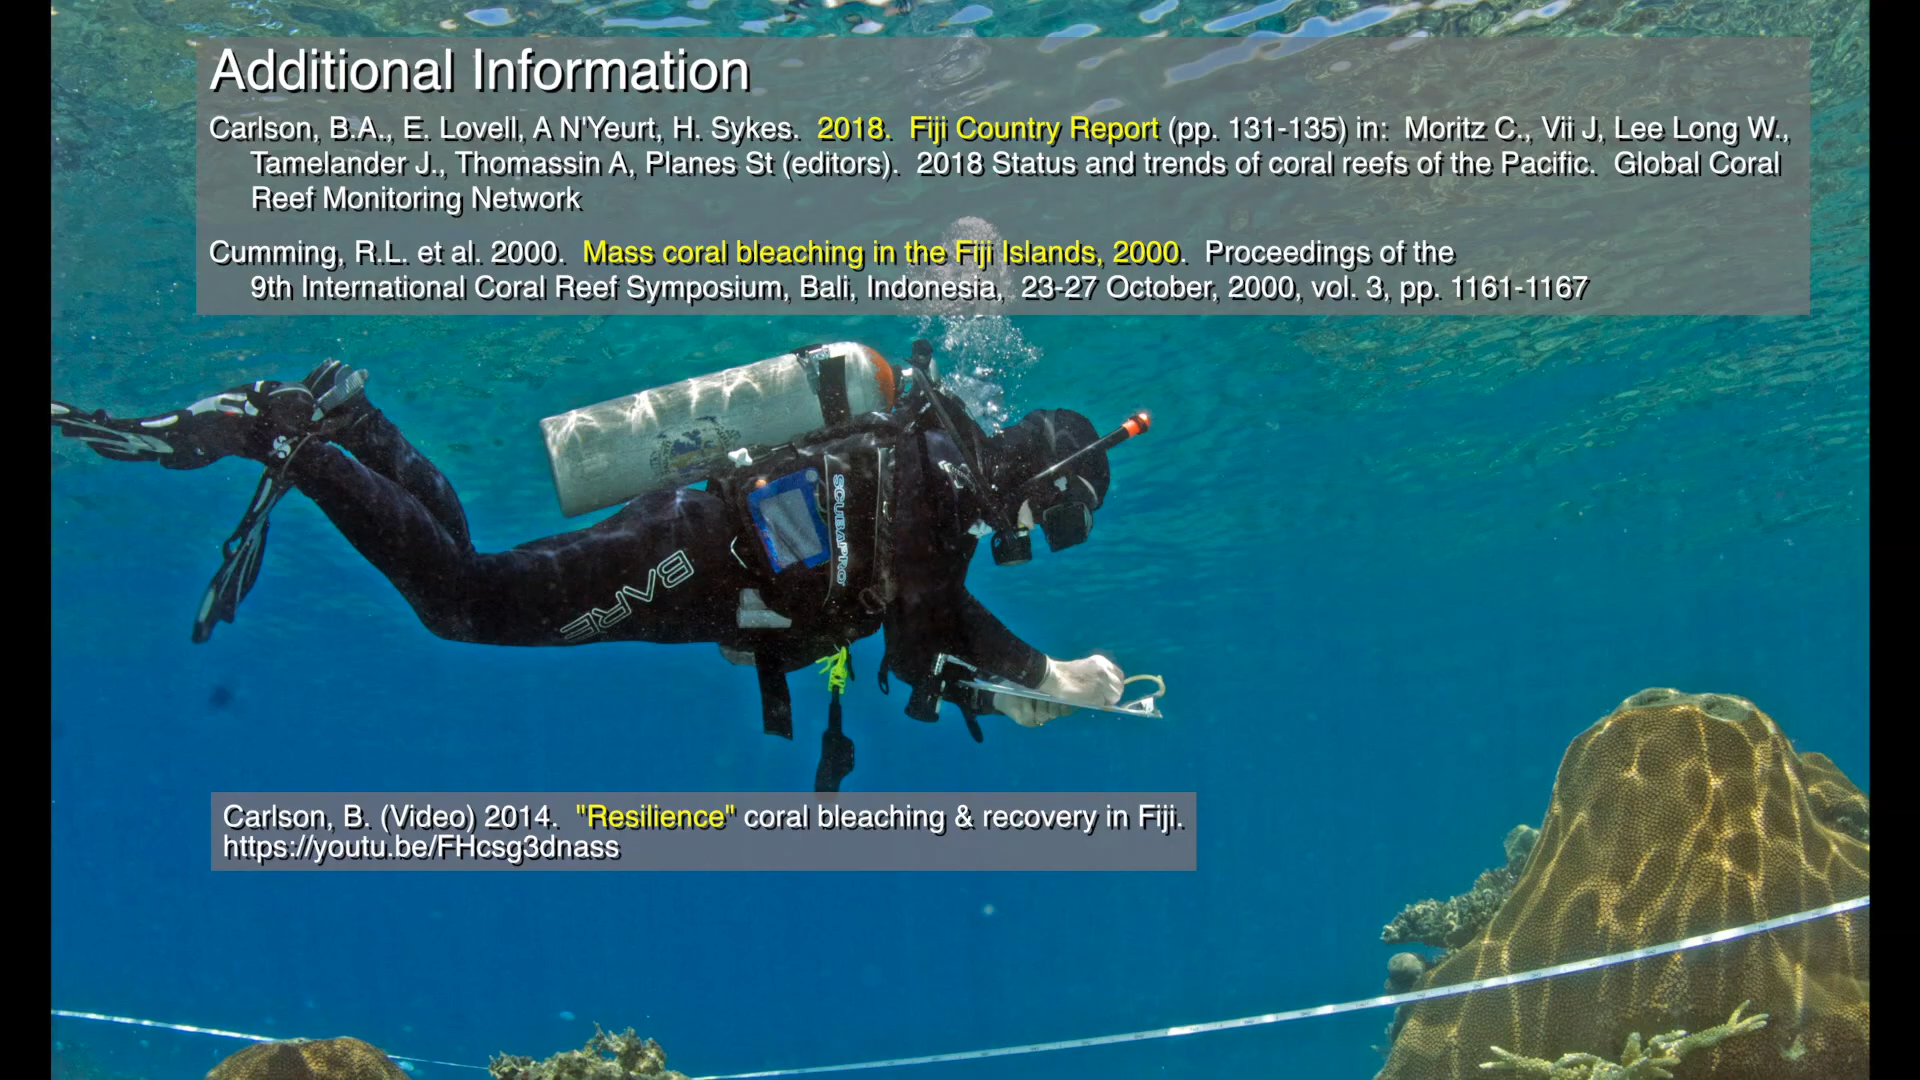 Additional Information
Carlson, B.A., E. Lovell, A N'Yeurt, H. Sykes. 2018. Fiji Country Report (pp. 131-135) in: Moritz C., Vii J, Lee Long W.,
Tamelander J., Thomassin A, Planes St (editors). 2018 Status and trends of coral reefs of the Pacific. Global Coral
Reef Monitoring Network
Cumming, R.L. et al. 2000. Mass coral bleaching in the Fiji Islands, 2000. Proceedings of the
9th International Coral Reef Symposium, Bali, Indonesia, 23-27 October, 2000, vol. 3, pp. 1161-1167
SCUBAPRO
BARE
Carlson, B. (Video) 2014. "Resilience" coral bleaching & recovery in Fiji.
https://youtu.be/FHcsg3dnass